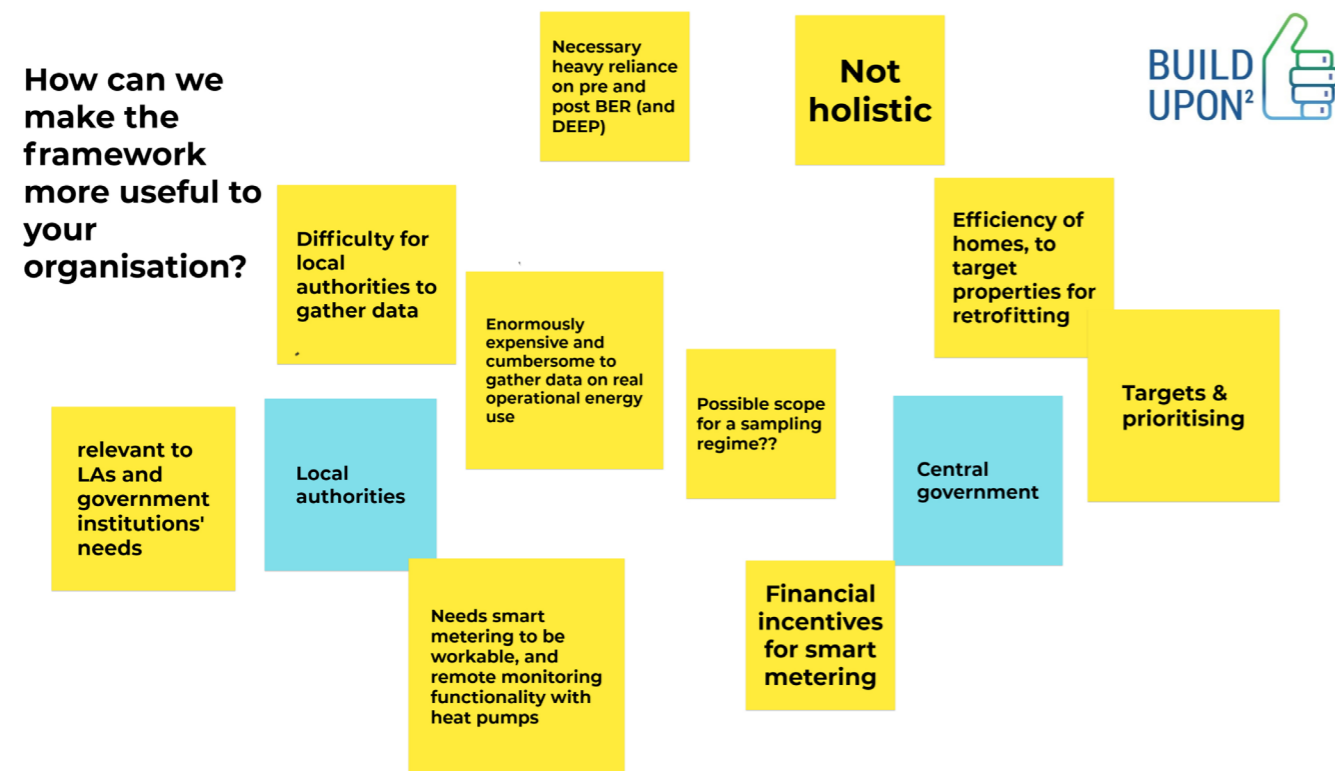 How can we
make the
framework
more useful to
your
organisation?
Necessary
heavy reliance
on pre and
post BER (and
DEEP)
Not
holistic
BUILD
UPON²
Difficulty for
local
authorities to
gather data
Enormously
expensive and
cumbersome to
gather data on real
operational energy
use
Efficiency of
homes, to
target
properties for
retrofitting
Possible scope
for a sampling
regime??
Targets &
prioritising
relevant to
LAs and
government
institutions'
needs
Local
authorities
Central
government
Needs smart
metering to be
workable, and
remote monitoring
functionality with
heat pumps
Financial
incentives
for smart
metering